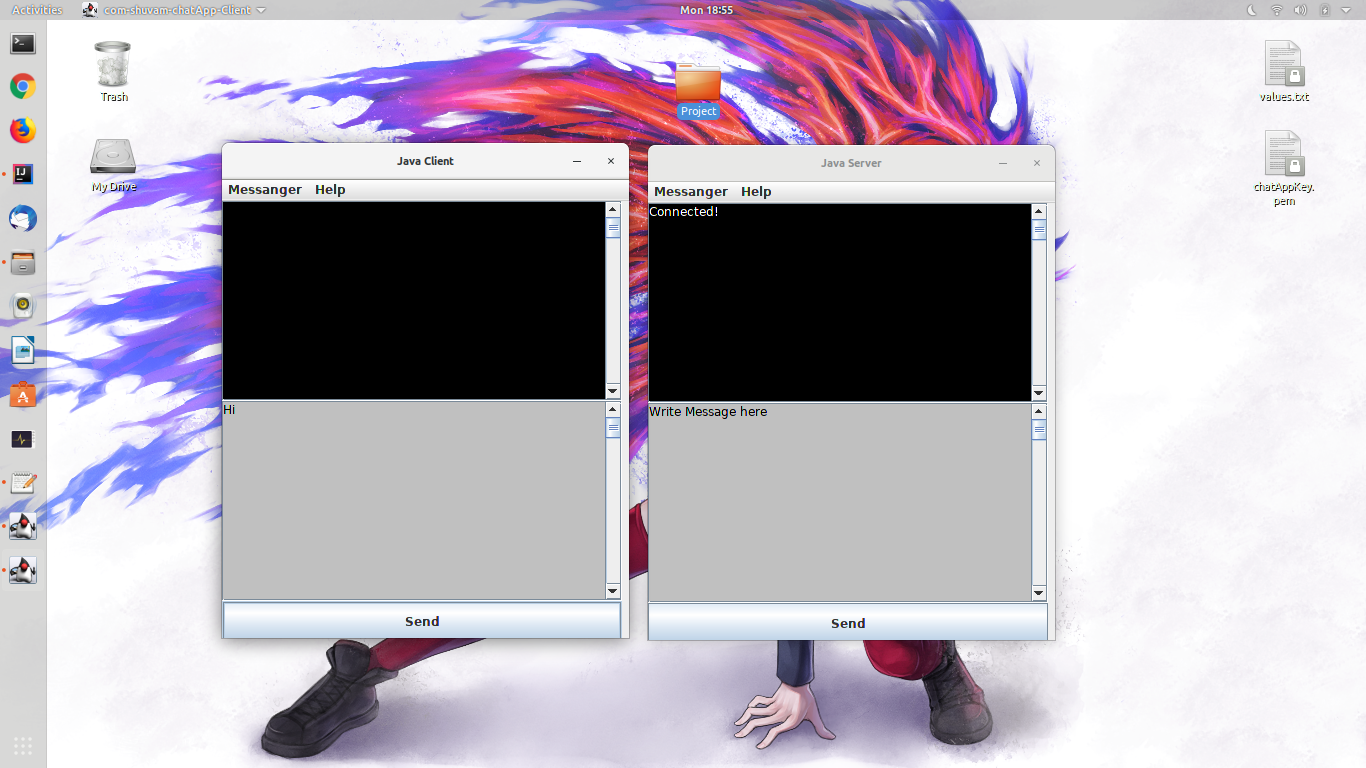 Activities
com-shuvam-chatApp-Client
Mon 18:55
Trash
My Drive
Project
values.txt
chatAppKey.
pem
Java Client
Messanger Help
Hi
Send
Java Server
Messanger Help
Connected!
Write Message here
Send